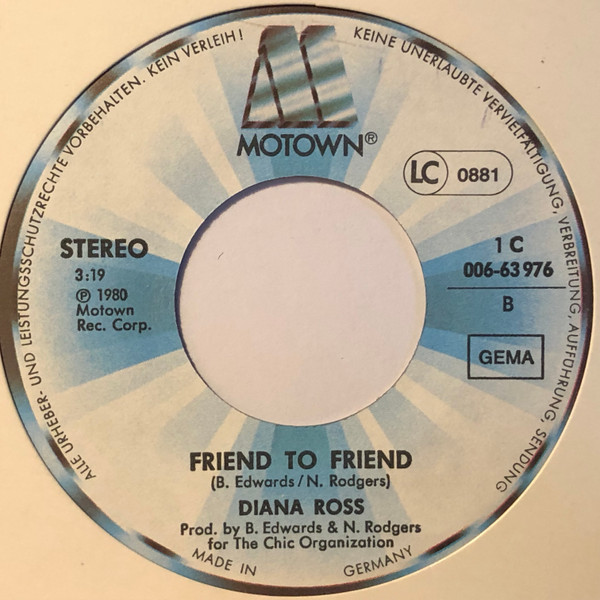 ALLE URHEBER- UND LEISTUNGSSCHUTZRECHTE VORBEHALTEN. KEIN VERLEIH! KEINE UNERLAUBTE VERVIELFÄLTIGUNG, VERBREITUNG, AUFFÜHRUNG, SENDUNG
MOTOWN®
LC 0881
STEREO
3:19
℗ 1980
Motown
Rec. Corp.
1 C
006-63 976
B
GEMA
FRIEND TO FRIEND
(B. Edwards/N. Rodgers)
DIANA ROSS
Prod. by B. Edwards & N. Rodgers
for The Chic Organization
MADE IN GERMANY